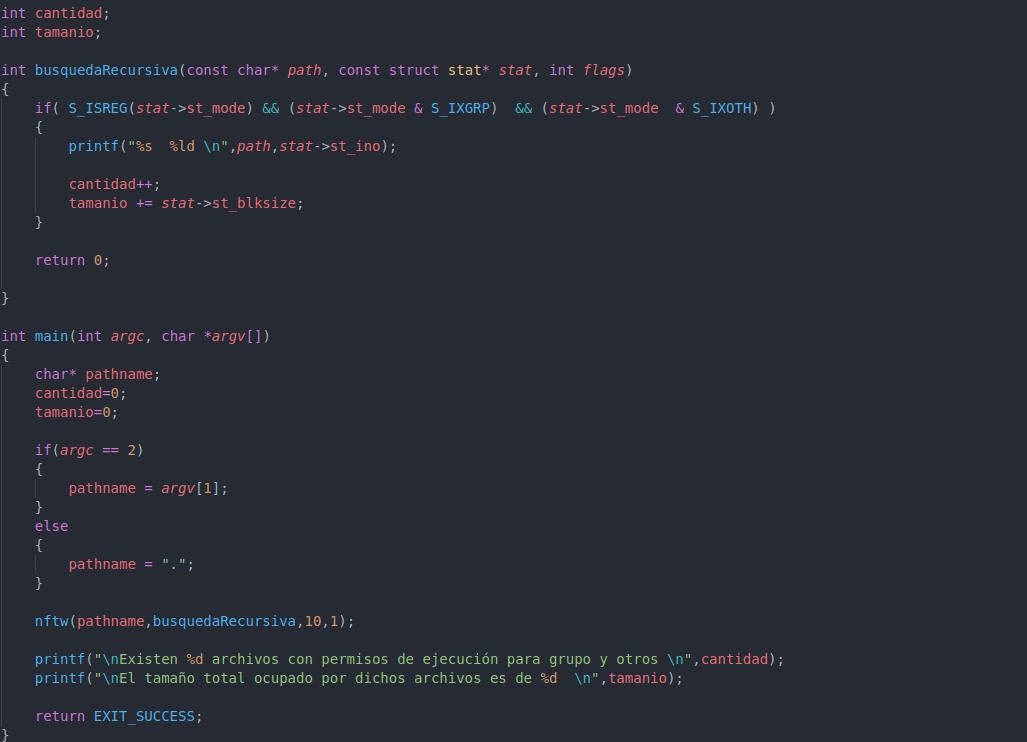 int cantidad;
int tamanio;
int busquedaRecursiva(const char* path, const struct stat* stat, int flags)
{
if( S_ISREG(stat->st_mode) && (stat->st_mode & S_IXGRP)  && (stat->st_mode  & S_IXOTH) )
{
printf("%s  %ld \n",path,stat->st_ino);
cantidad++;
tamanio += stat->st_blksize;
}
return 0;
}
int main(int argc, char *argv[])
{
char* pathname;
cantidad=0;
tamanio=0;
if(argc == 2)
{
pathname = argv[1];
}
else
{
pathname = ".";
}
nftw(pathname,busquedaRecursiva,10,1);
printf("\nExisten %d archivos con permisos de ejecución para grupo y otros \n",cantidad);
printf("\nEl tamaño total ocupado por dichos archivos es de %d  \n",tamanio);
return EXIT_SUCCESS;
}